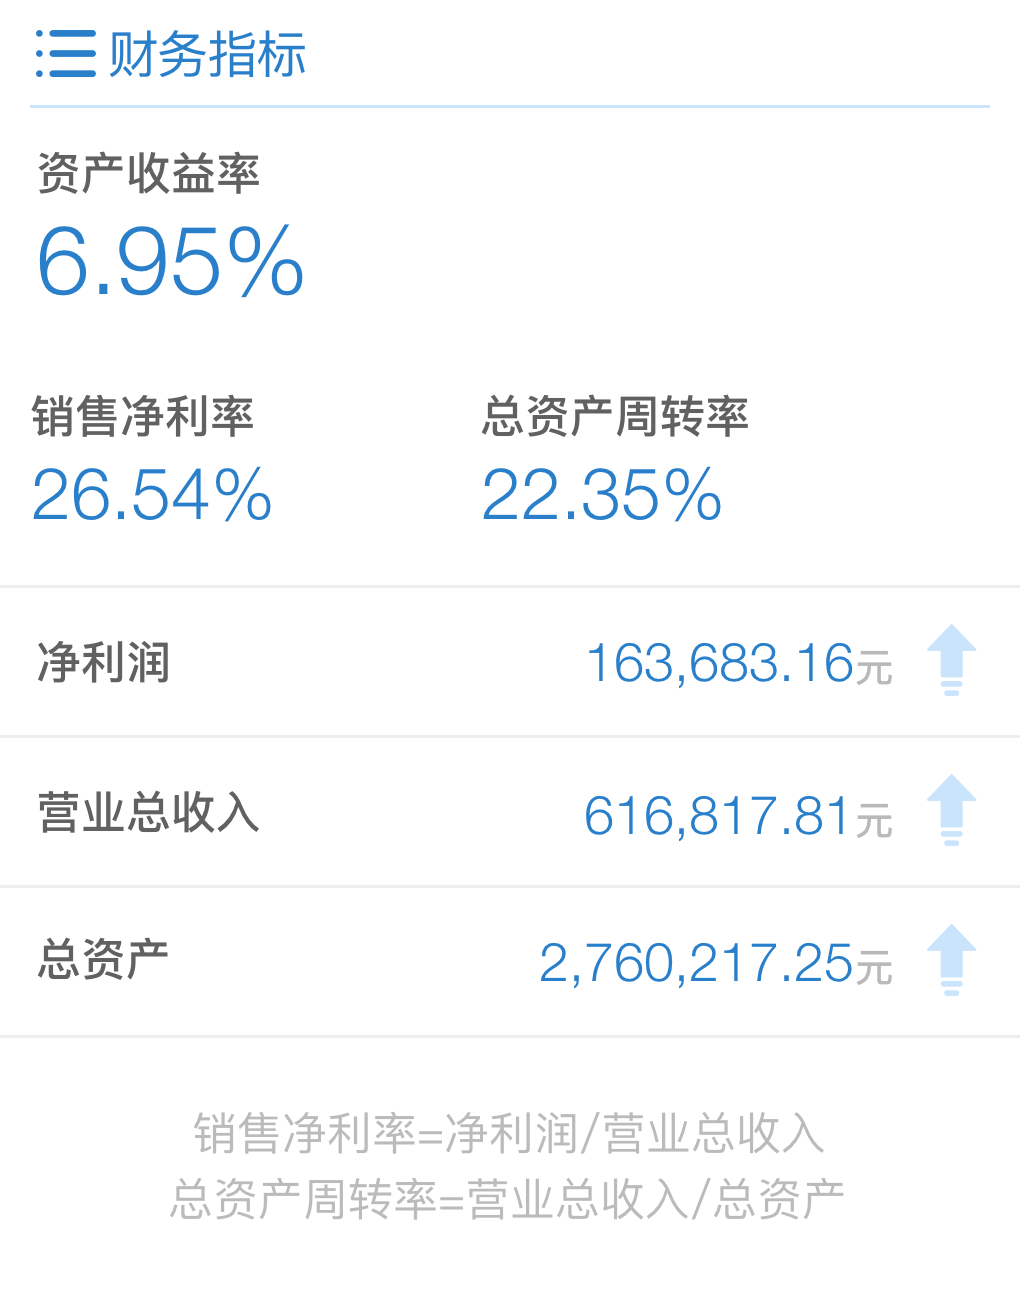 财务指标
资产收益率
6.95%
销售净利率 总资产周转率
26.54% 22.35%
净利润 163,683.16元
营业总收入 616,817.81元
总资产 2,760,217.25元
销售净利率=净利润/营业总收入
总资产周转率=营业总收入/总资产